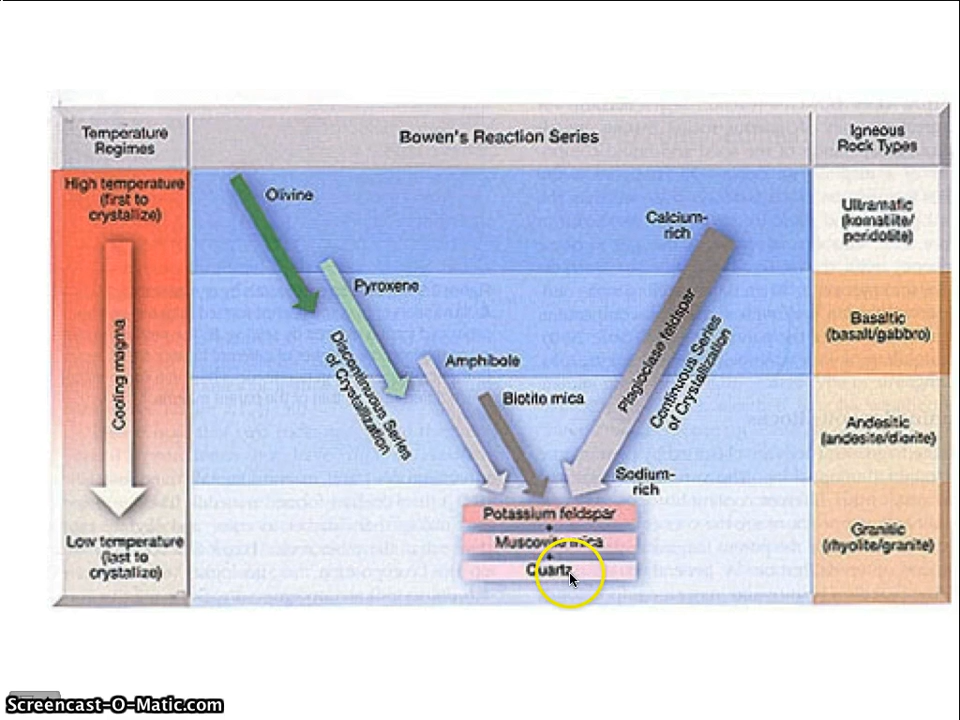 Temperature
Regimes
Bowen's Reaction Series
Igneous
Rock Types
High temperature
(first to
crystallize)
Cooling magma
Low temperature
(last to
crystallize)
Olivine
Pyroxene
Discontinuous Series
of Crystallization
Amphibole
Biotite mica
Calcium-
rich
Plagioclase feldspar
Continuous Series
of Crystallization
Sodium-
rich
Potassium feldspar
+
Muscovite mica
+
Quartz
Ultramafic
(komatiite/
peridotite)
Basaltic
(basalt/gabbro)
Andesitic
(andesite/diorite)
Granitic
(rhyolite/granite)
Screencast-O-Matic.com